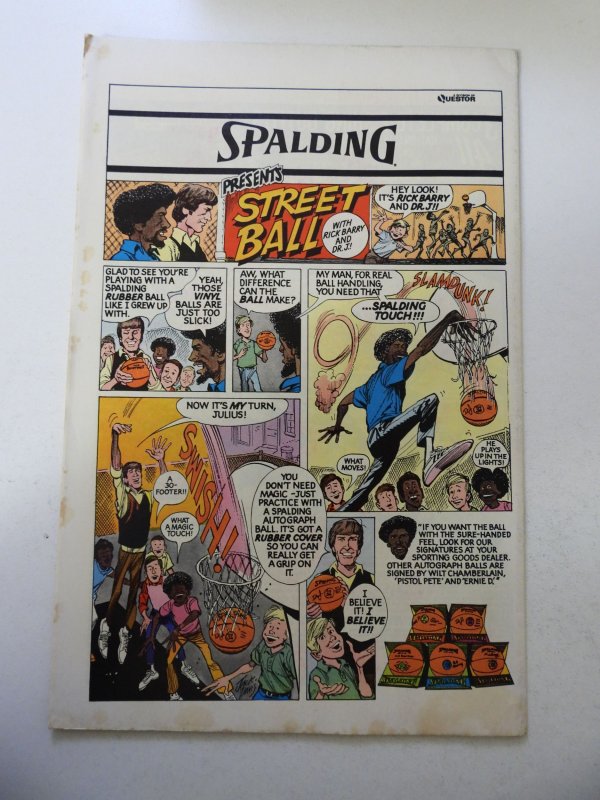 A DIVISION OF
QUESTOR
SPALDING
PRESENTS
STREET
BALL
WITH
RICK BARRY
AND
DR. J!
HEY LOOK!
IT'S RICK BARRY
AND DR. J!!
GLAD TO SEE YOU'RE
PLAYING WITH A
SPALDING
RUBBER BALL
LIKE I GREW UP
WITH.
YEAH,
THOSE
VINYL
BALLS ARE
JUST TOO
SLICK!
AW, WHAT
DIFFERENCE
CAN THE
BALL MAKE?
MY MAN, FOR REAL
BALL HANDLING,
YOU NEED THAT
...SPALDING
TOUCH!!!
SLAM DUNK!
WHAT
MOVES!
HE
PLAYS
UP IN THE
LIGHTS!
NOW IT'S MY TURN,
JULIUS!
A
30-
FOOTER!!
WHAT
A MAGIC
TOUCH!
SWISH!
YOU
DON'T NEED
MAGIC-JUST
PRACTICE WITH
A SPALDING
AUTOGRAPH
BALL. IT'S GOT A
RUBBER COVER
SO YOU CAN
REALLY GET
A GRIP ON
IT.
I
BELIEVE
IT! I
BELIEVE
IT!!
"IF YOU WANT THE BALL
WITH THE SURE-HANDED
FEEL, LOOK FOR OUR
SIGNATURES AT YOUR
SPORTING GOODS DEALER.
OTHER AUTOGRAPH BALLS ARE
SIGNED BY WILT CHAMBERLAIN,
'PISTOL PETE' AND 'ERNIE D.'"